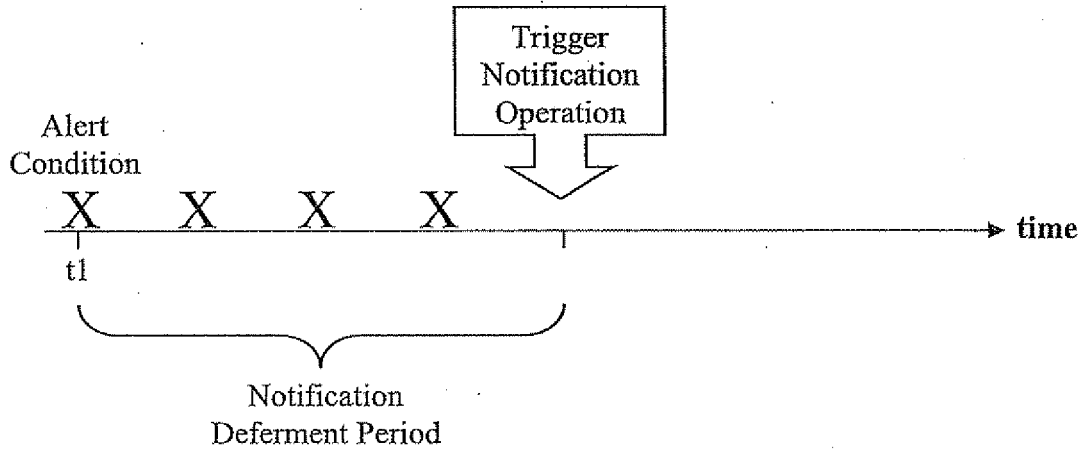 Trigger
Notification
Operation
Alert
Condition
X X X X
time
t1
Notification
Deferment Period